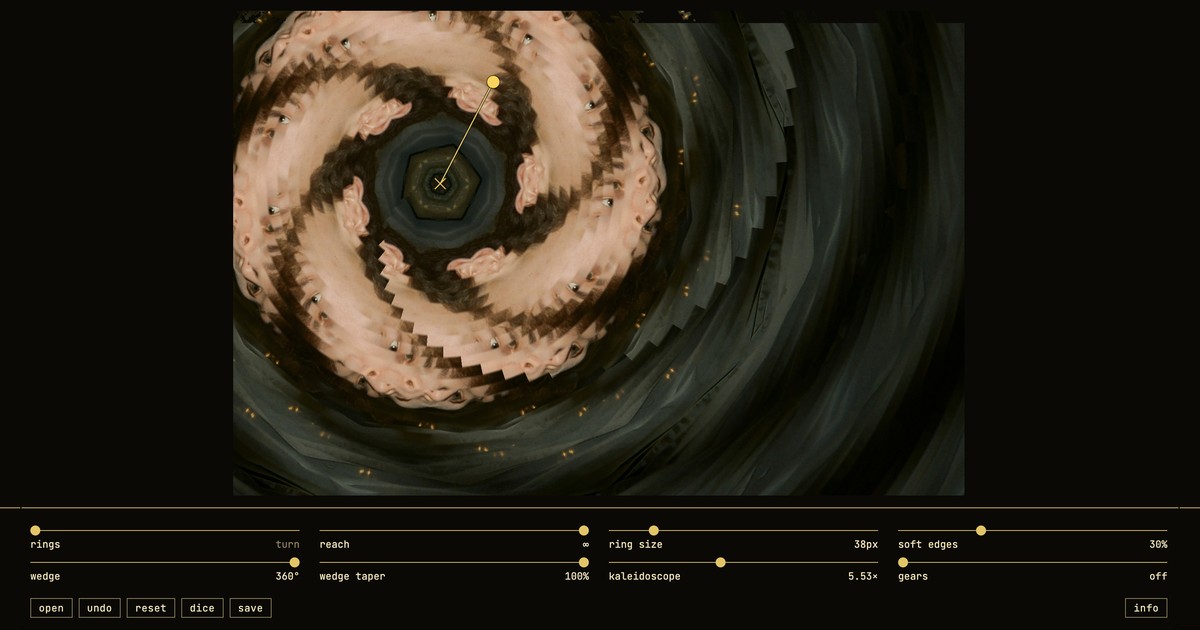 rings turn reach ∞ ring size 38px soft edges 30%
wedge 360° wedge taper 100% kaleidoscope 5.53× gears off
open undo reset dice save info